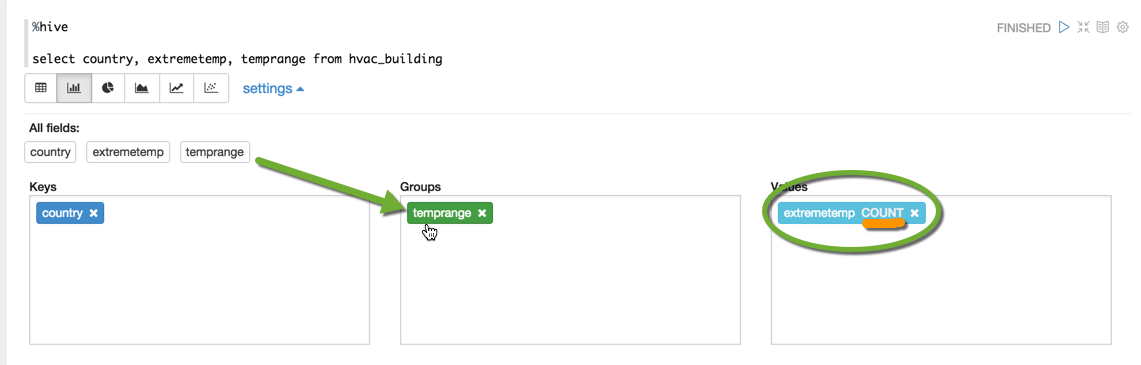 %hive
FINISHED
select country, extremetemp, temprange from hvac_building
settings
All fields:
country extremetemp temprange
Keys Groups Values
country × temprange × extremetemp COUNT ×